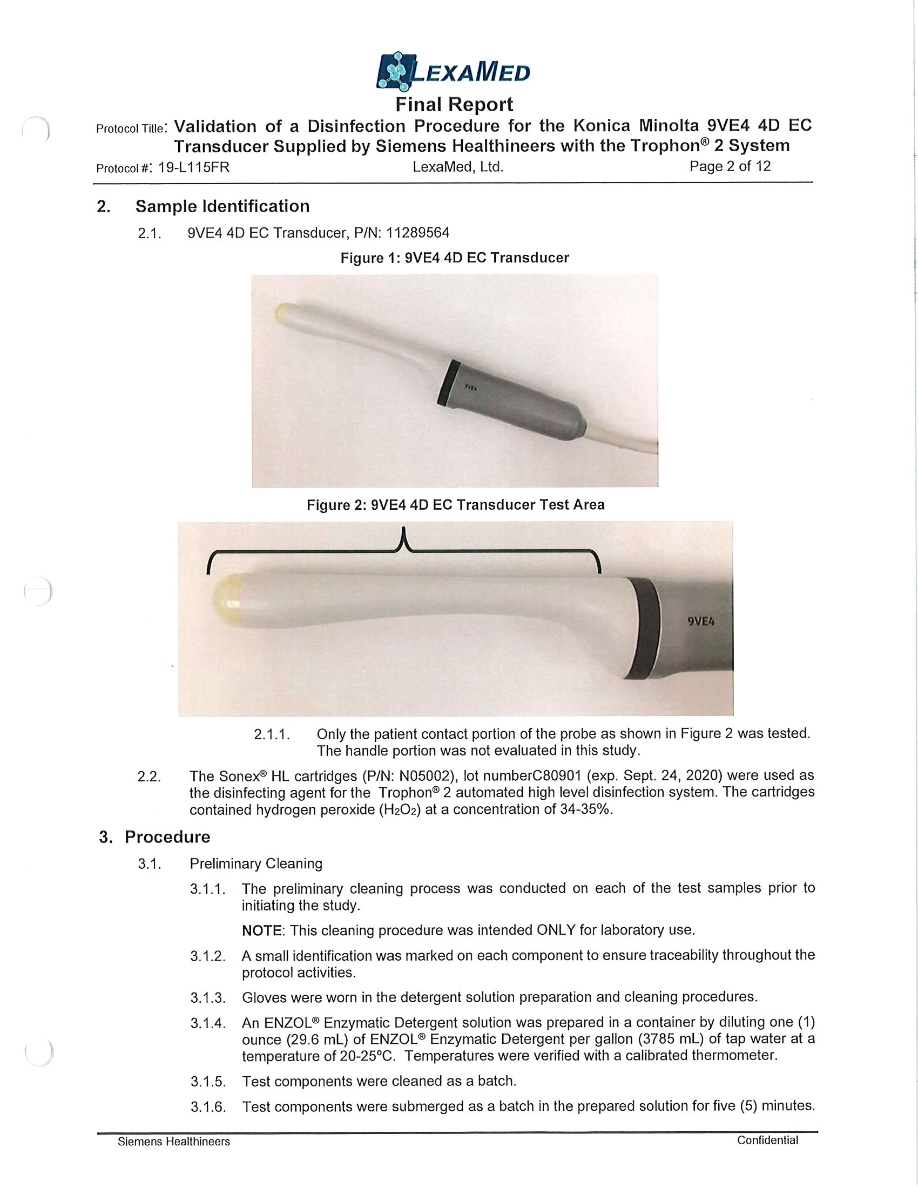 LEXAMED
Final Report
Protocol Title: Validation of a Disinfection Procedure for the Konica Minolta 9VE4 4D EC
Transducer Supplied by Siemens Healthineers with the Trophon® 2 System
Protocol #: 19-L115FR LexaMed, Ltd. Page 2 of 12
2. Sample Identification
2.1. 9VE4 4D EC Transducer, P/N: 11289564
Figure 1: 9VE4 4D EC Transducer
9VE4
Figure 2: 9VE4 4D EC Transducer Test Area
9VE4
2.1.1. Only the patient contact portion of the probe as shown in Figure 2 was tested.
The handle portion was not evaluated in this study.
2.2. The Sonex® HL cartridges (P/N: N05002), lot numberC80901 (exp. Sept. 24, 2020) were used as
the disinfecting agent for the Trophon® 2 automated high level disinfection system. The cartridges
contained hydrogen peroxide (H2O2) at a concentration of 34-35%.
3. Procedure
3.1. Preliminary Cleaning
3.1.1. The preliminary cleaning process was conducted on each of the test samples prior to
initiating the study.
NOTE: This cleaning procedure was intended ONLY for laboratory use.
3.1.2. A small identification was marked on each component to ensure traceability throughout the
protocol activities.
3.1.3. Gloves were worn in the detergent solution preparation and cleaning procedures.
3.1.4. An ENZOL® Enzymatic Detergent solution was prepared in a container by diluting one (1)
ounce (29.6 mL) of ENZOL® Enzymatic Detergent per gallon (3785 mL) of tap water at a
temperature of 20-25ºC. Temperatures were verified with a calibrated thermometer.
3.1.5. Test components were cleaned as a batch.
3.1.6. Test components were submerged as a batch in the prepared solution for five (5) minutes.
Siemens Healthineers Confidential